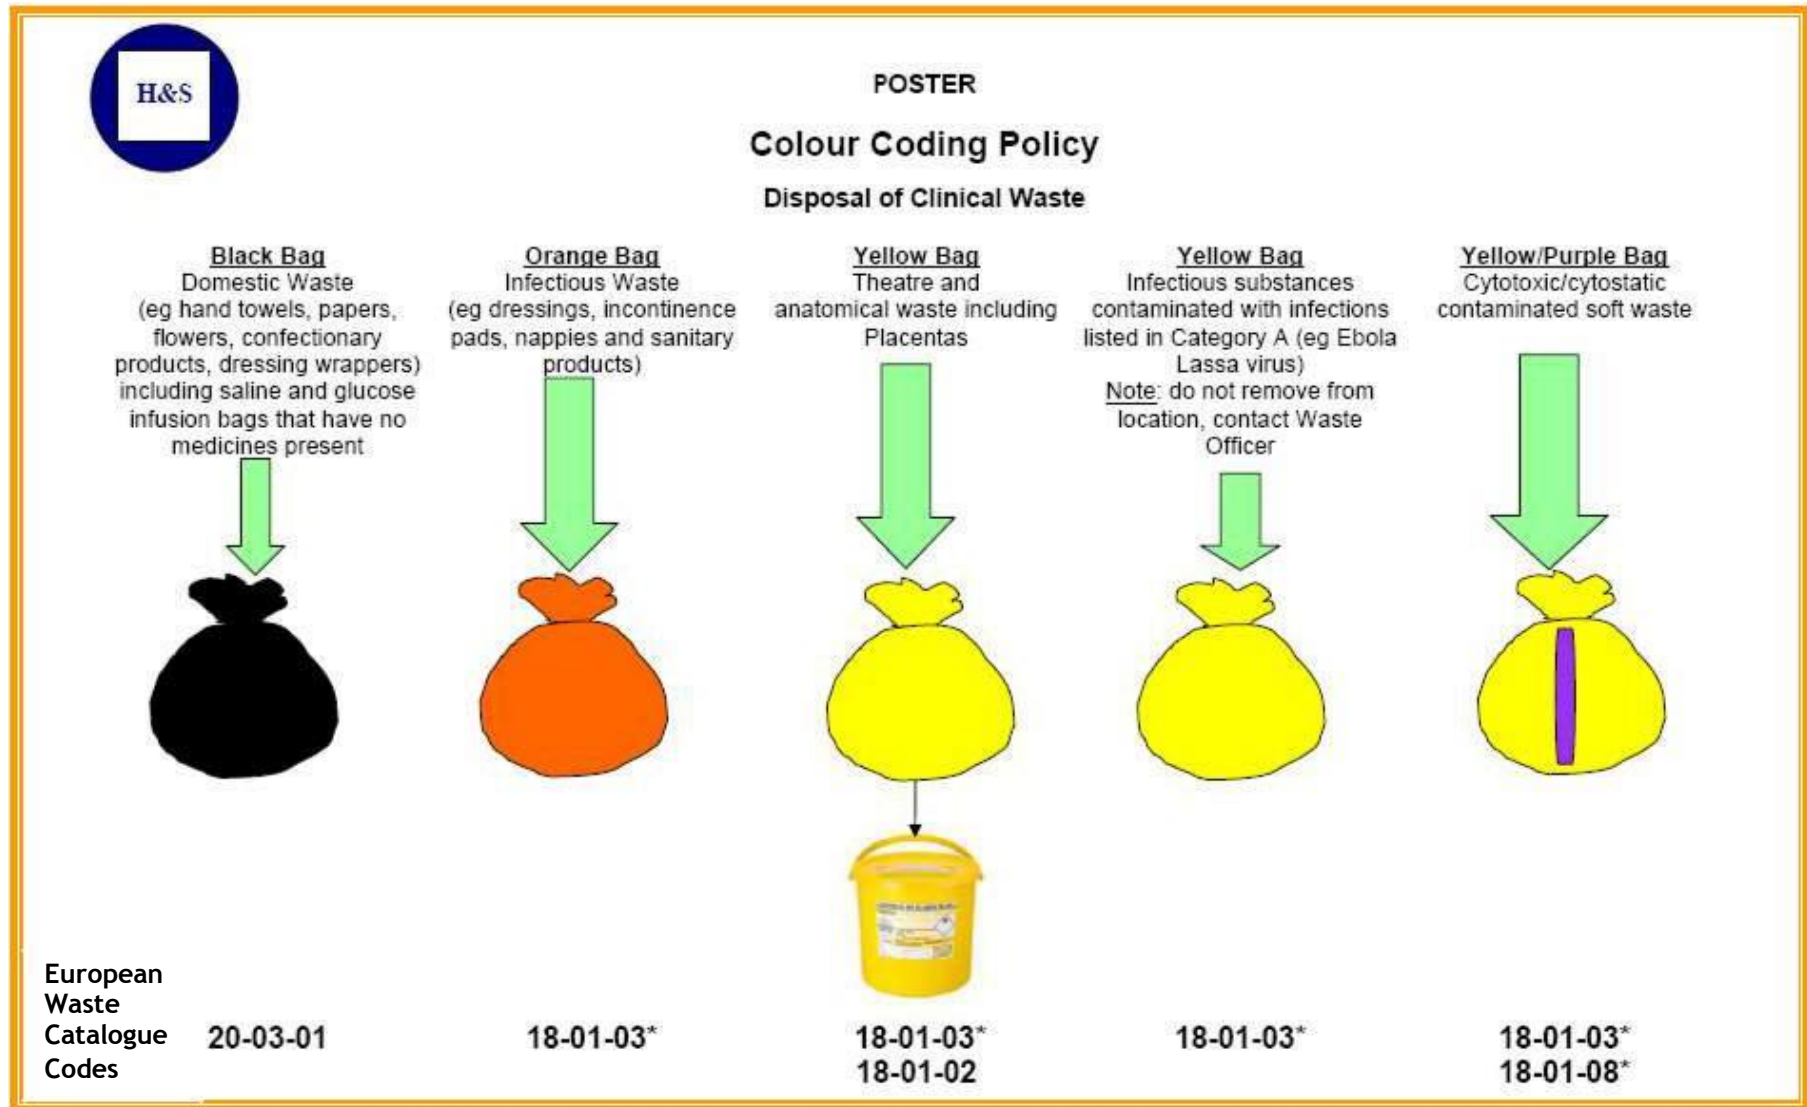 H&S
POSTER
Colour Coding Policy
Disposal of Clinical Waste
Black Bag
Domestic Waste
(eg hand towels, papers,
flowers, confectionary
products, dressing wrappers)
including saline and glucose
infusion bags that have no
medicines present
Orange Bag
Infectious Waste
(eg dressings, incontinence
pads, nappies and sanitary
products)
Yellow Bag
Theatre and
anatomical waste including
Placentas
Yellow Bag
Infectious substances
contaminated with infections
listed in Category A (eg Ebola
Lassa virus)
Note: do not remove from
location, contact Waste
Officer
Yellow/Purple Bag
Cytotoxic/cytostatic
contaminated soft waste
European
Waste
Catalogue
Codes
20-03-01
18-01-03*
18-01-03*
18-01-02
18-01-03*
18-01-03*
18-01-08*